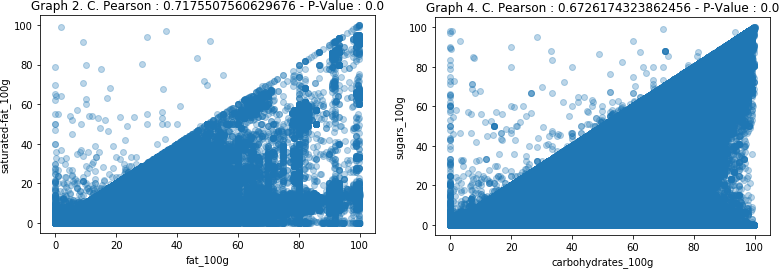 Graph 2. C. Pearson : 0.7175507560629676 - P-Value : 0.0
100
80
60
40
20
0
saturated-fat_100g
0 20 40 60 80 100
fat_100g
Graph 4. C. Pearson : 0.6726174323862456 - P-Value : 0.0
100
80
60
40
20
0
sugars_100g
0 20 40 60 80 100
carbohydrates_100g